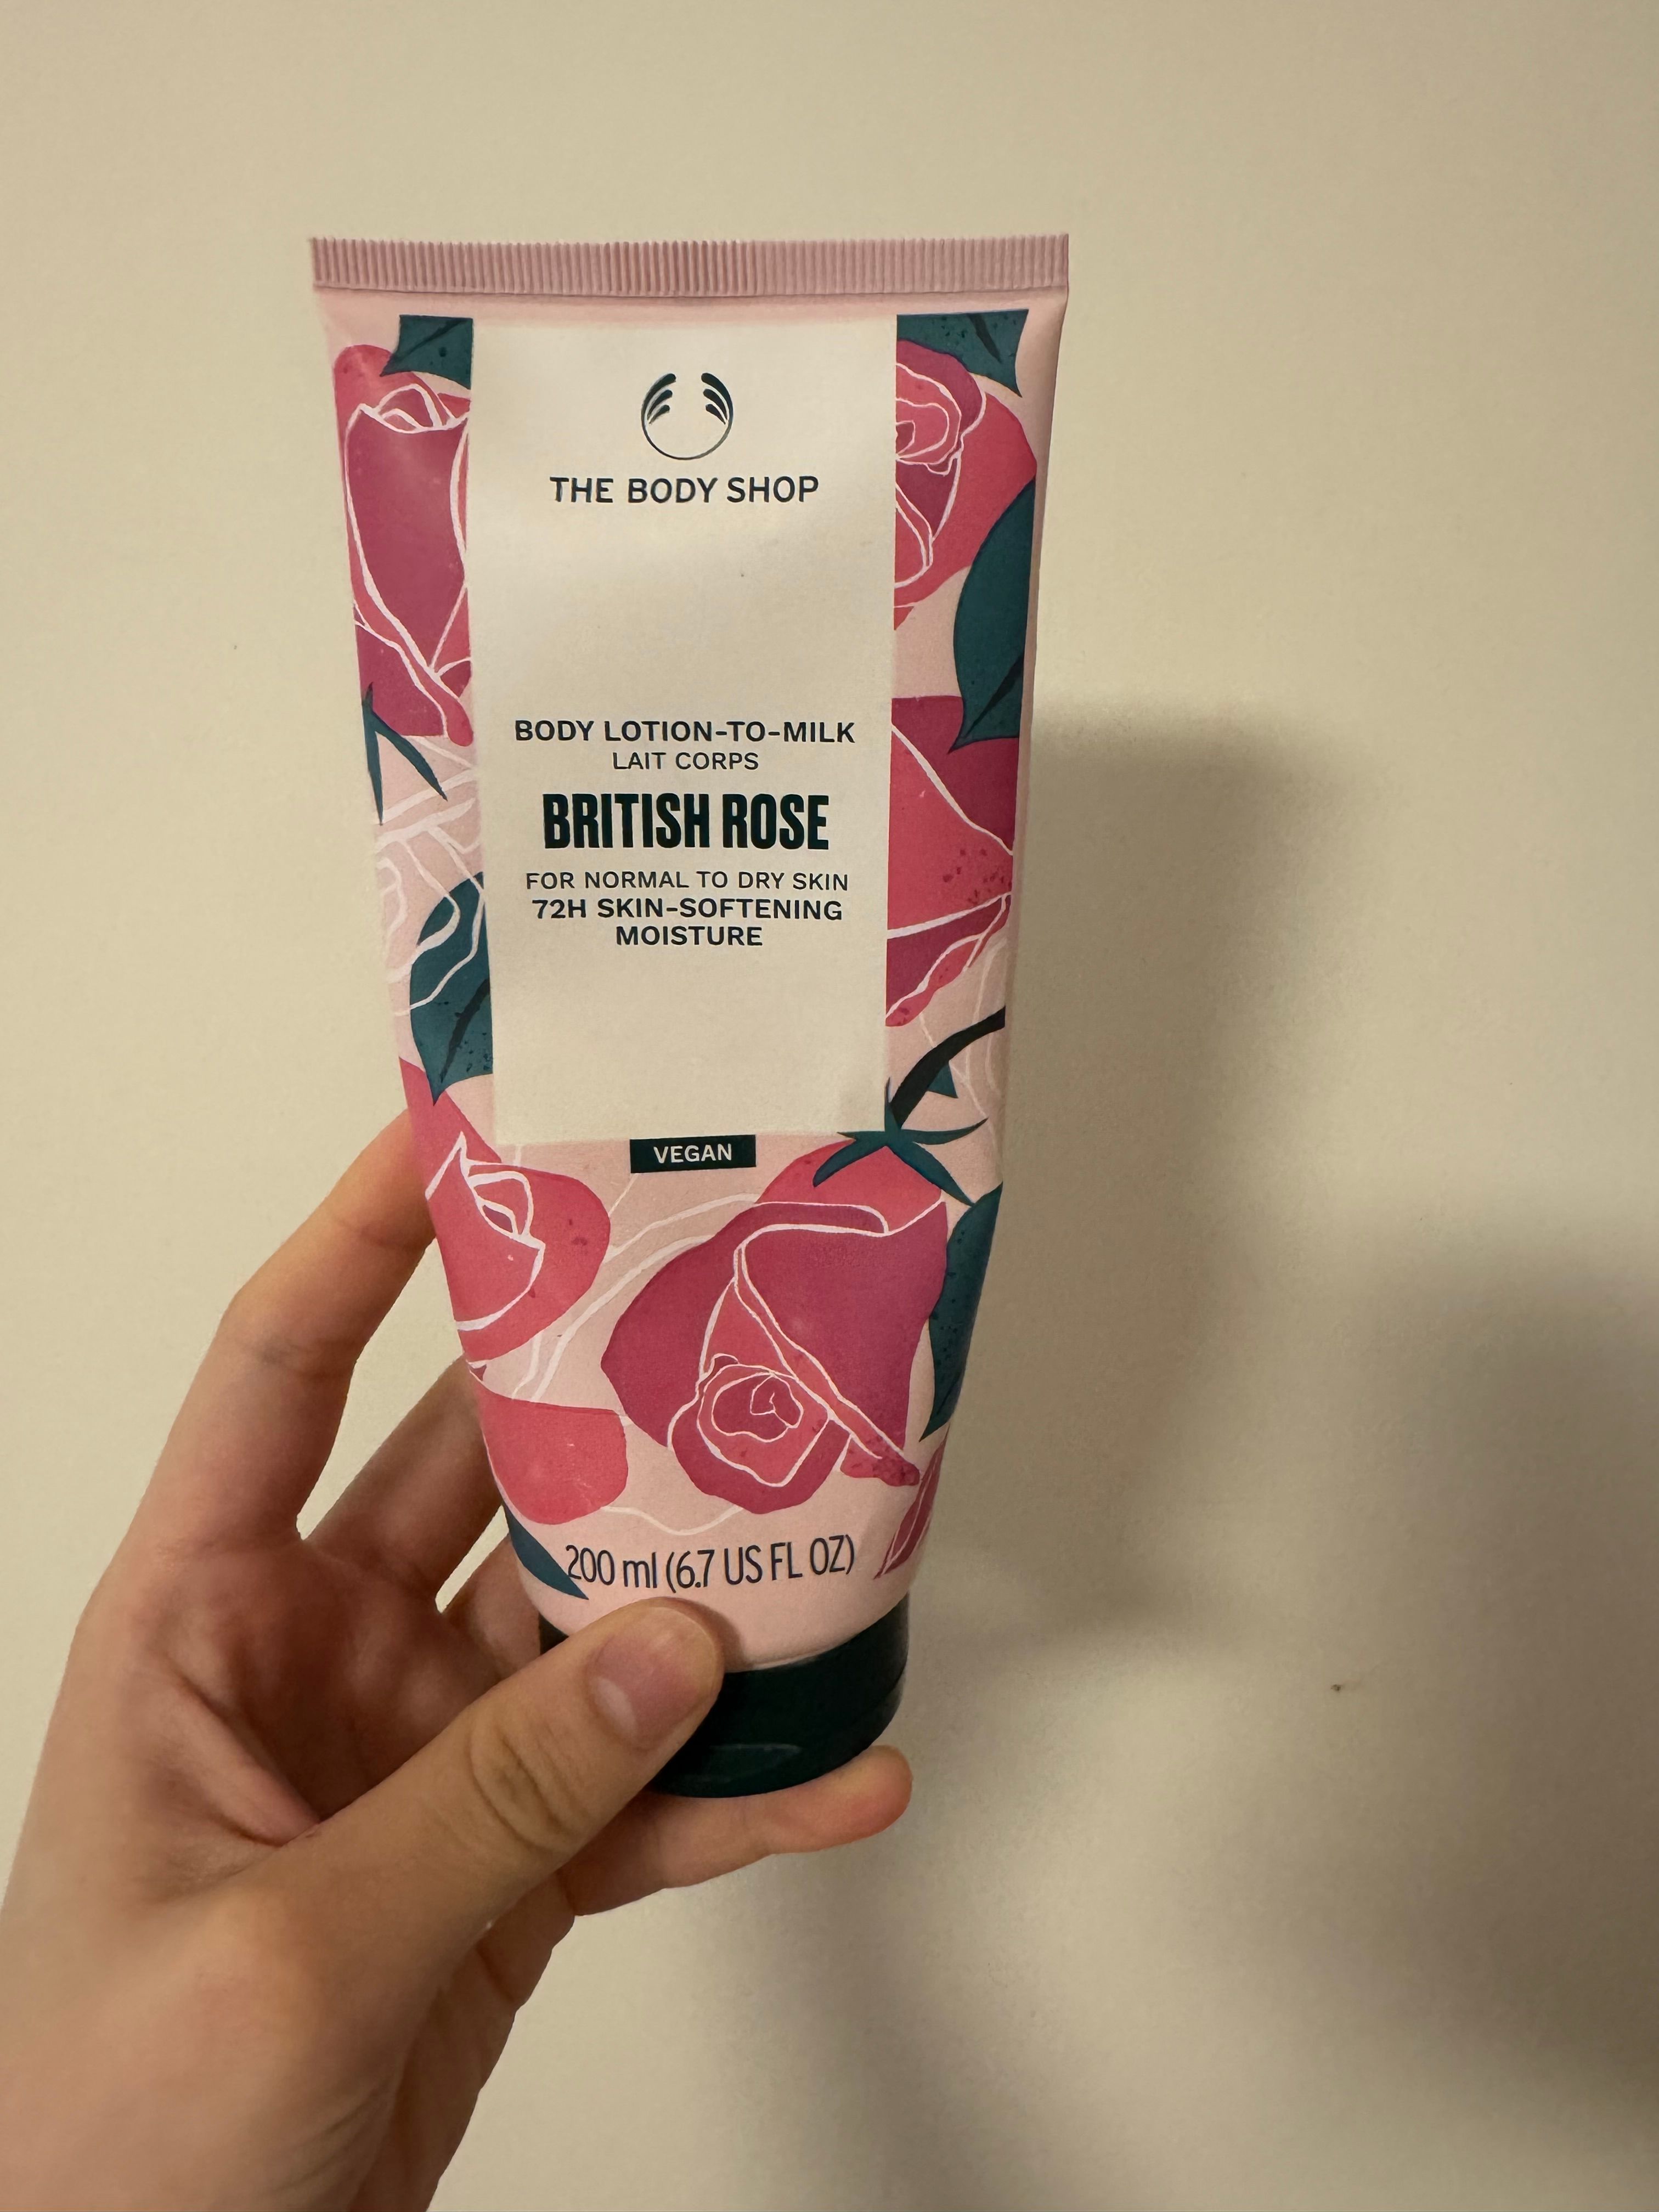 THE BODY SHOP
BODY LOTION-TO-MILK
LAIT CORPS
BRITISH ROSE
FOR NORMAL TO DRY SKIN
72H SKIN-SOFTENING
MOISTURE
VEGAN
200 ml (6.7 US FL OZ)